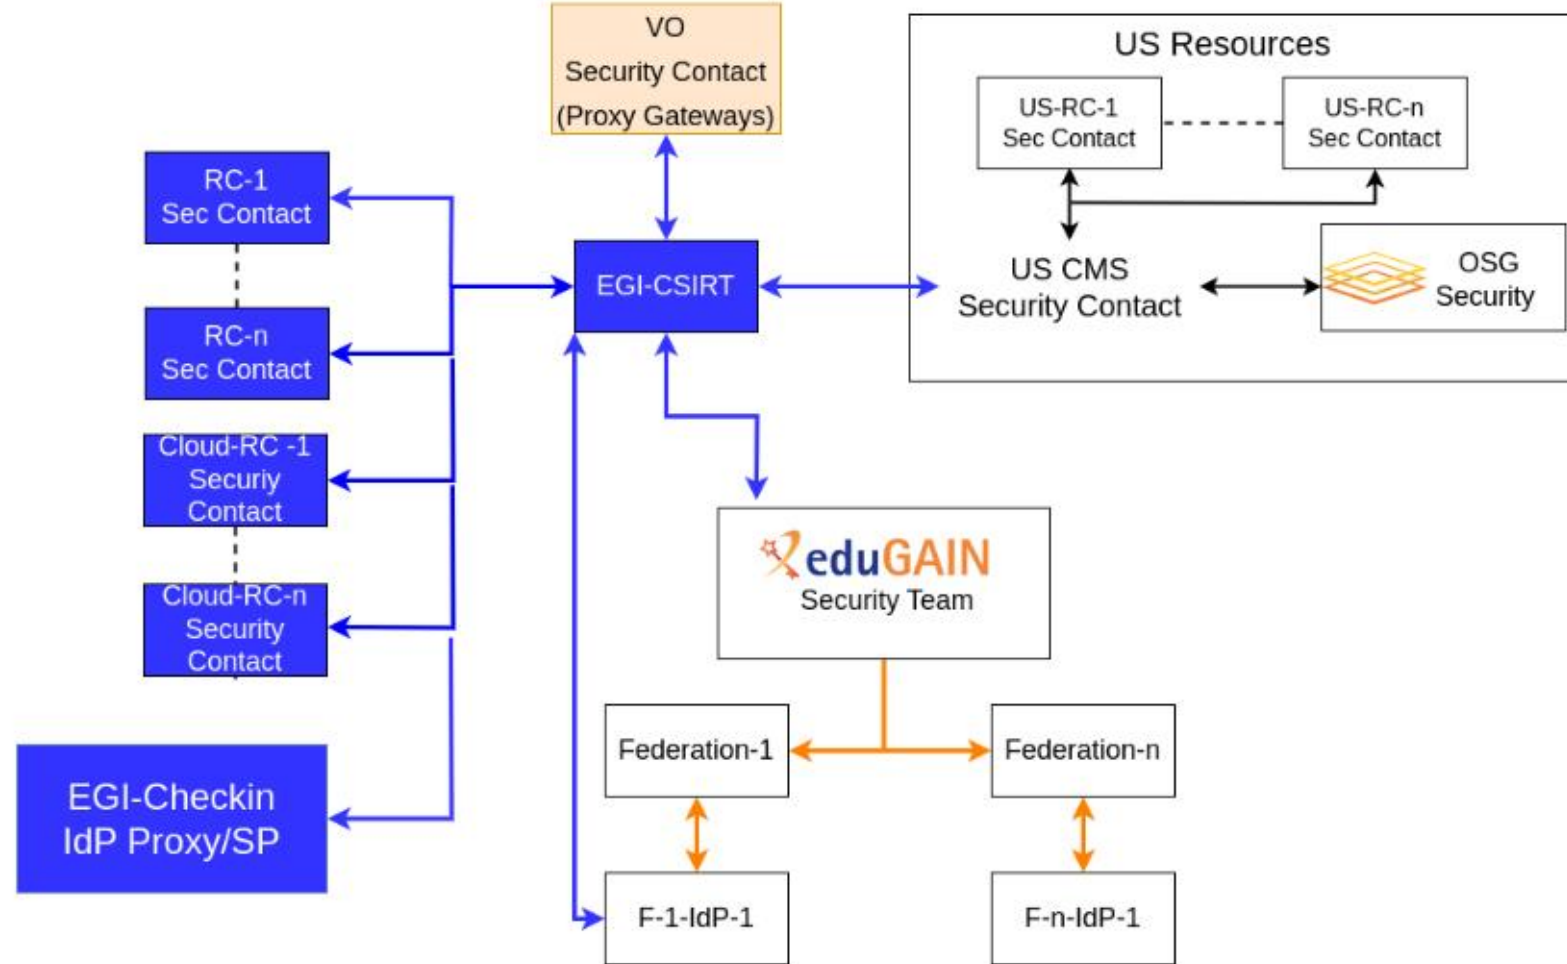 VO
Security Contact
(Proxy Gateways)
US Resources
US-RC-1
Sec Contact
US-RC-n
Sec Contact
RC-1
Sec Contact
EGI-CSIRT
US CMS
Security Contact
OSG
Security
RC-n
Sec Contact
Cloud-RC -1
Securiy
Contact
eduGAIN
Security Team
Cloud-RC-n
Security
Contact
Federation-1
Federation-n
EGI-Checkin
IdP Proxy/SP
F-1-IdP-1
F-n-IdP-1